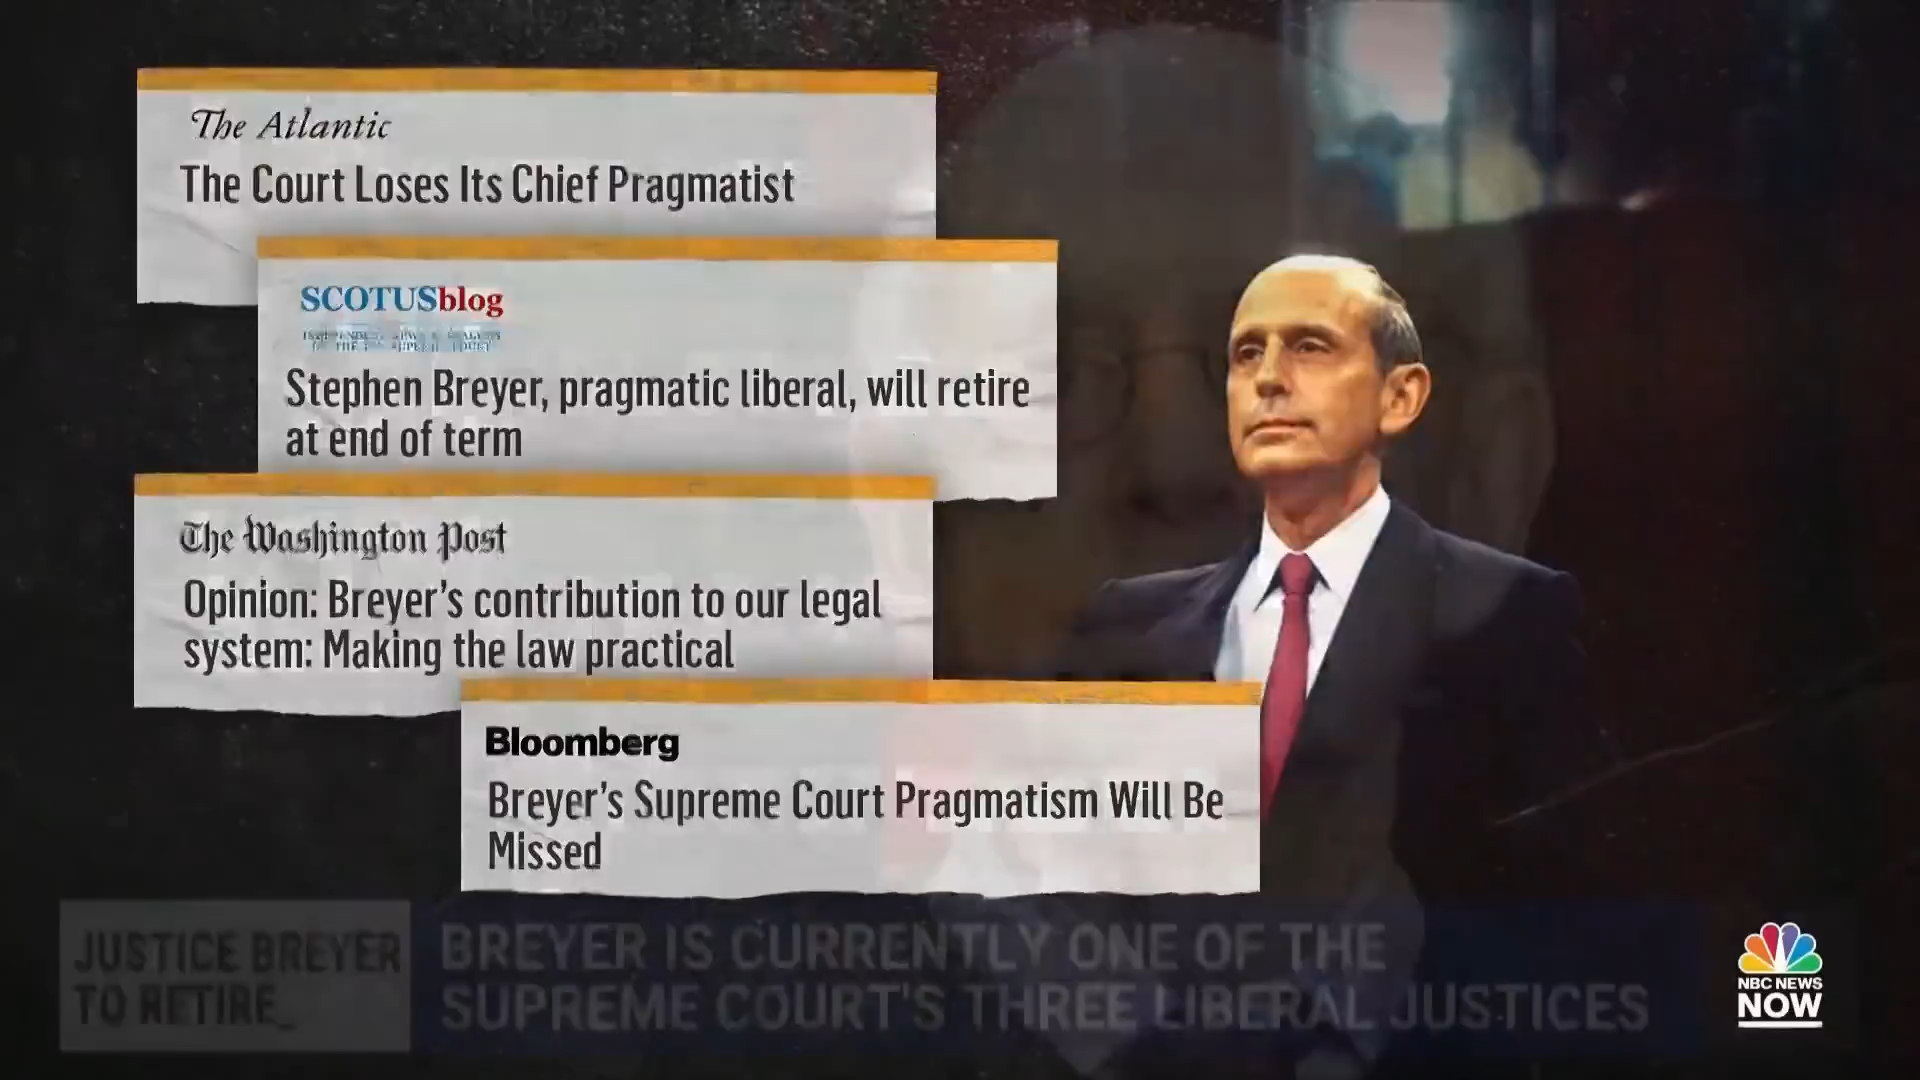 The Atlantic
The Court Loses Its Chief Pragmatist
SCOTUSblog
Stephen Breyer, pragmatic liberal, will retire
at end of term
The Washington Post
Opinion: Breyer's contribution to our legal
system: Making the law practical
Bloomberg
Breyer's Supreme Court Pragmatism Will Be
Missed
JUSTICE BREYER
TO RETIRE_
BREYER IS CURRENTLY ONE OF THE
SUPREME COURT'S THREE LIBERAL JUSTICES
NBC NEWS
NOW